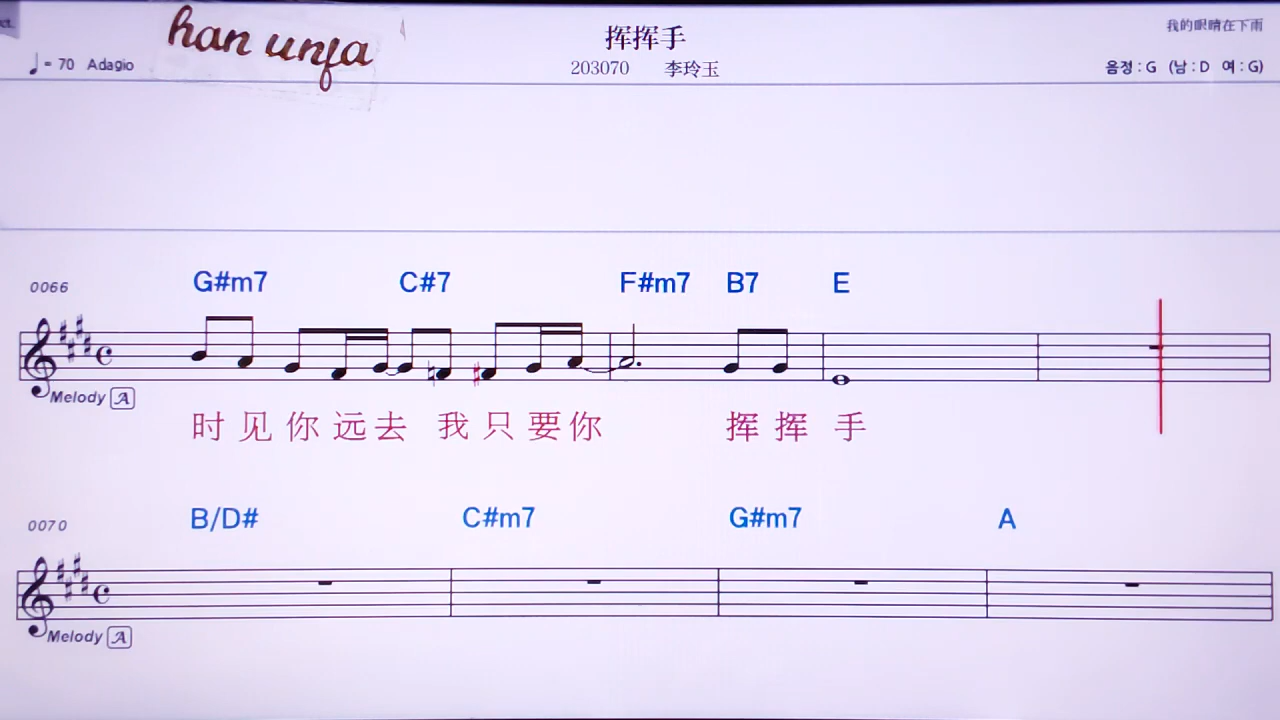 han unfa
挥挥手
我的眼睛在下雨
♩= 70 Adagio
203070 李玲玉
음정 : G (남 : D 여 : G)
0066 G#m7 C#7 F#m7 B7 E
Melody A
时见你远去 我只要你 挥挥手
0070 B/D# C#m7 G#m7 A
Melody A